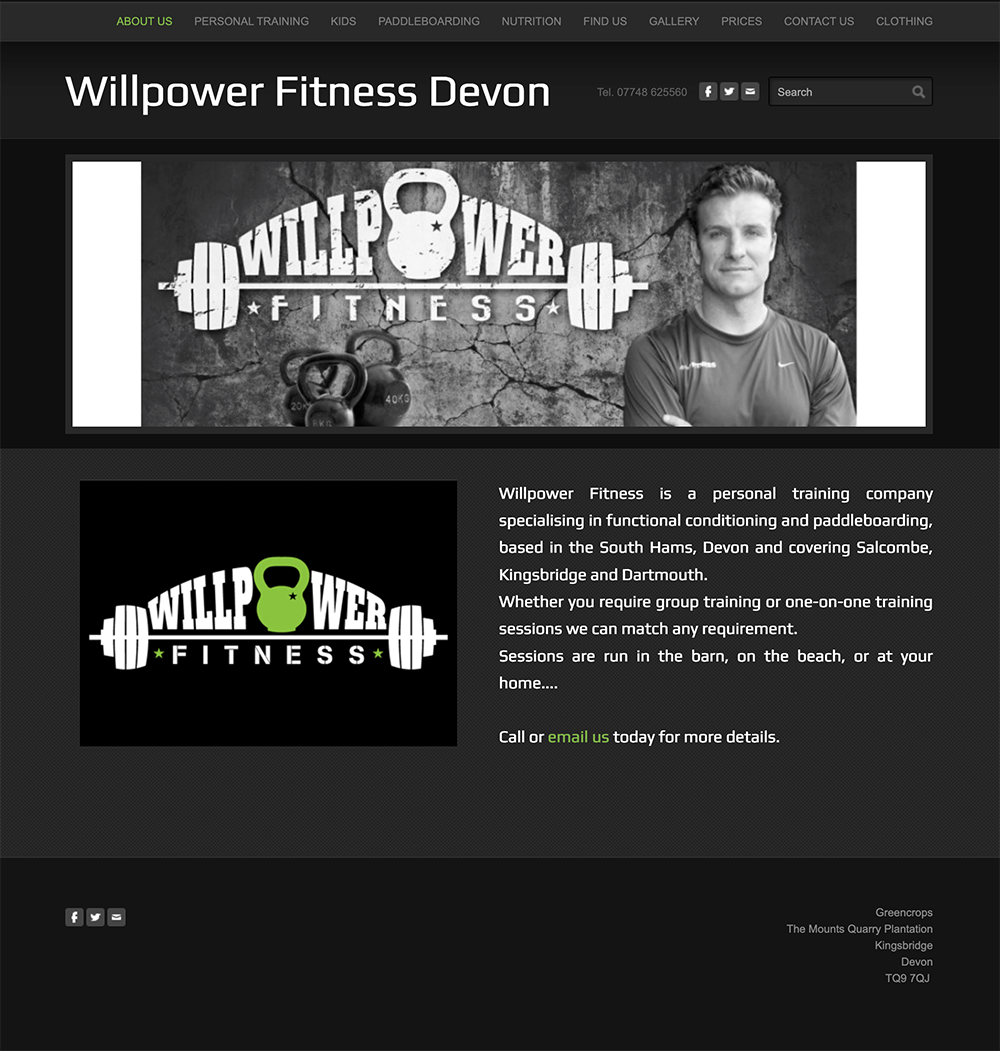 ABOUT US PERSONAL TRAINING KIDS PADDLEBOARDING NUTRITION FIND US GALLERY PRICES CONTACT US CLOTHING
Willpower Fitness Devon
Tel. 07748 625560
Search
WILLPOWER
FITNESS
20K
8KG
40KG
WILLPOWER
FITNESS
Willpower Fitness is a personal training company
specialising in functional conditioning and paddleboarding,
based in the South Hams, Devon and covering Salcombe,
Kingsbridge and Dartmouth.
Whether you require group training or one-on-one training
sessions we can match any requirement.
Sessions are run in the barn, on the beach, or at your
home....
Call or email us today for more details.
Greencrops
The Mounts Quarry Plantation
Kingsbridge
Devon
TQ9 7QJ